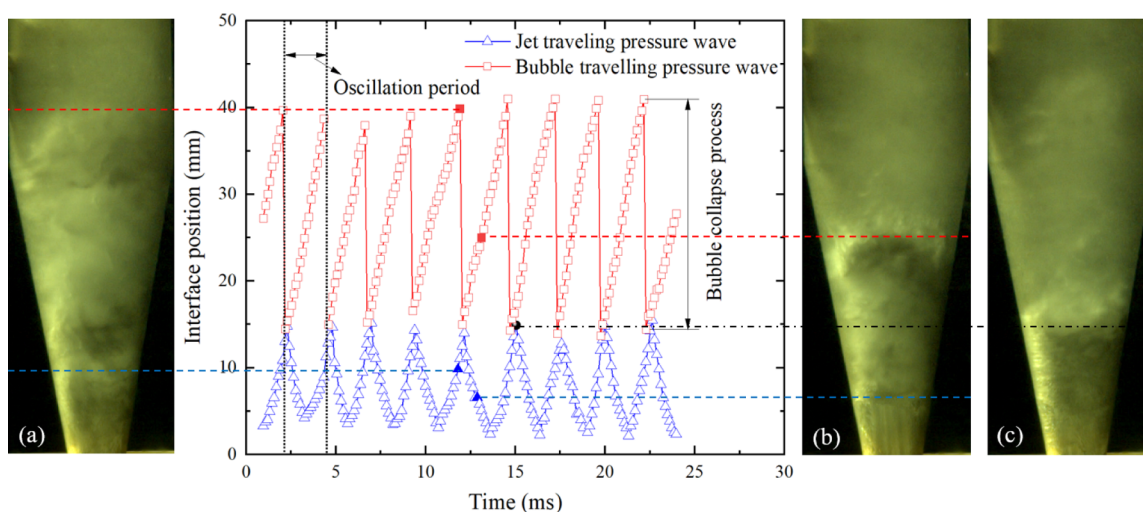 50
40
30
20
10
0
Interface position (mm)
0 5 10 15 20 25 30
Time (ms)
Jet traveling pressure wave
Bubble travelling pressure wave
Oscillation period
Bubble collapse process
(a)
(b)
(c)